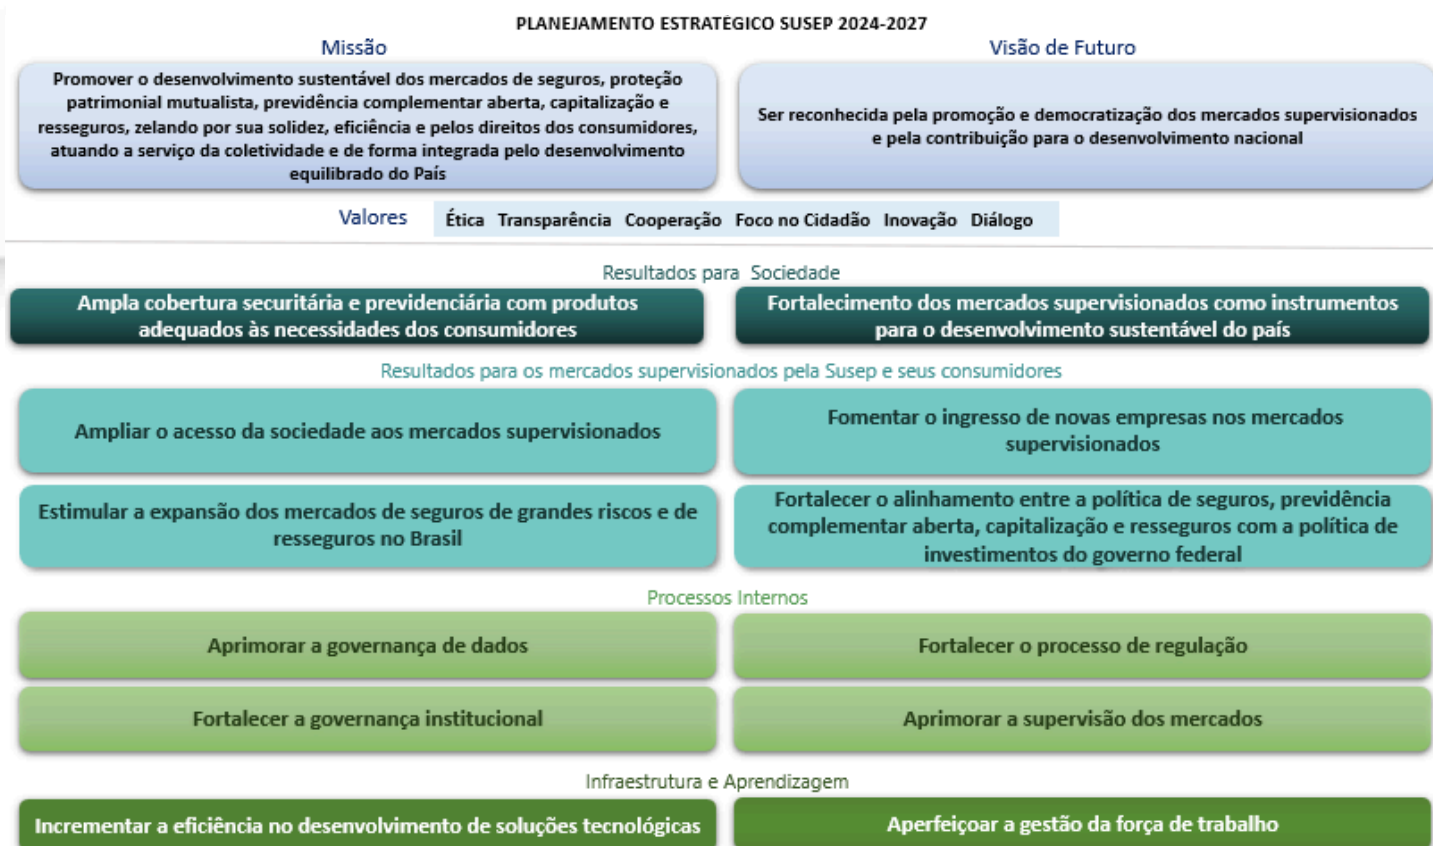 PLANEJAMENTO ESTRATÉGICO SUSEP 2024-2027
Missão
Visão de Futuro
Promover o desenvolvimento sustentável dos mercados de seguros, proteção
patrimonial mutualista, previdência complementar aberta, capitalização e
resseguros, zelando por sua solidez, eficiência e pelos direitos dos consumidores,
atuando a serviço da coletividade e de forma integrada pelo desenvolvimento
equilibrado do País
Ser reconhecida pela promoção e democratização dos mercados supervisionados
e pela contribuição para o desenvolvimento nacional
Valores Ética Transparência Cooperação Foco no Cidadão Inovação Diálogo
Resultados para Sociedade
Ampla cobertura securitária e previdenciária com produtos
adequados às necessidades dos consumidores
Fortalecimento dos mercados supervisionados como instrumentos
para o desenvolvimento sustentável do país
Resultados para os mercados supervisionados pela Susep e seus consumidores
Ampliar o acesso da sociedade aos mercados supervisionados
Fomentar o ingresso de novas empresas nos mercados
supervisionados
Estimular a expansão dos mercados de seguros de grandes riscos e de
resseguros no Brasil
Fortalecer o alinhamento entre a política de seguros, previdência
complementar aberta, capitalização e resseguros com a política de
investimentos do governo federal
Processos Internos
Aprimorar a governança de dados
Fortalecer o processo de regulação
Fortalecer a governança institucional
Aprimorar a supervisão dos mercados
Infraestrutura e Aprendizagem
Incrementar a eficiência no desenvolvimento de soluções tecnológicas
Aperfeiçoar a gestão da força de trabalho